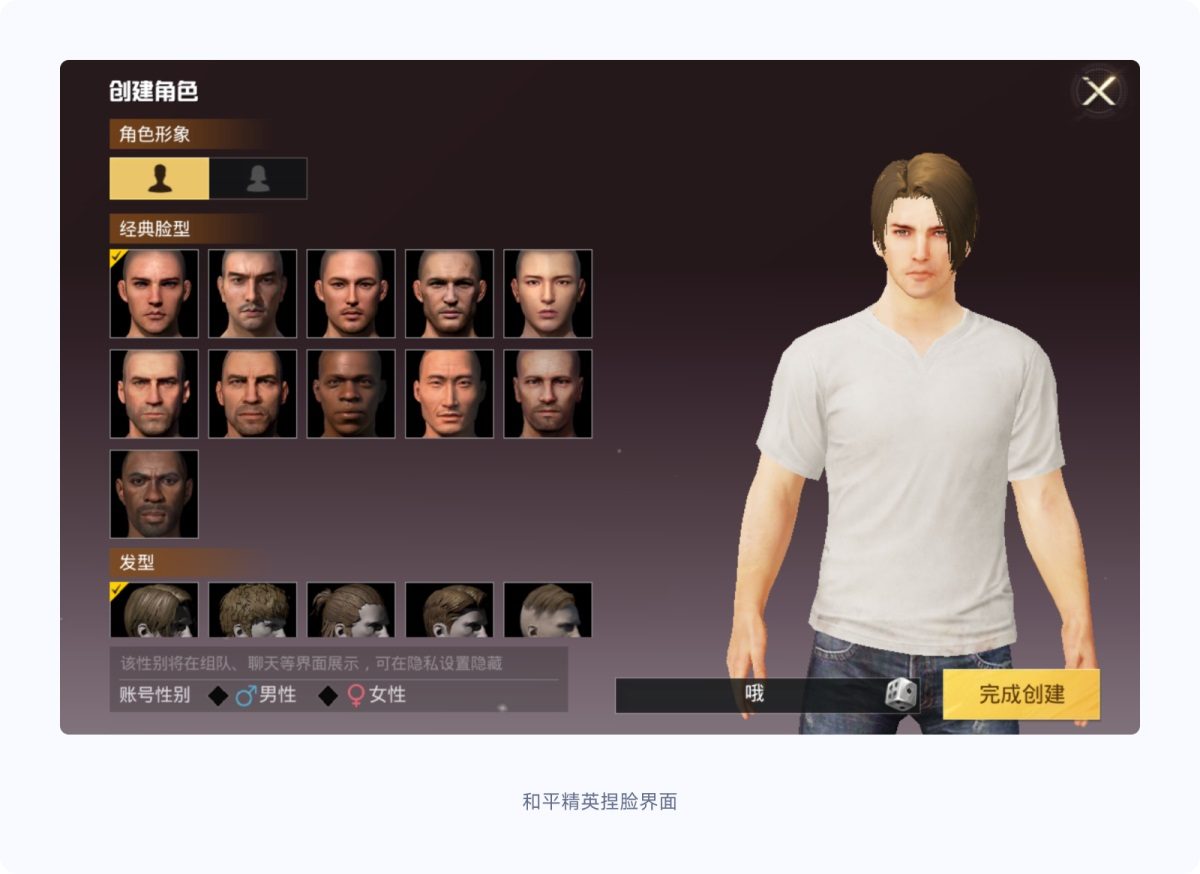 创建角色
角色形象
经典脸型
发型
该性别将在组队、聊天等界面展示，可在隐私设置隐藏
账号性别 男性 女性
哦
完成创建
和平精英捏脸界面